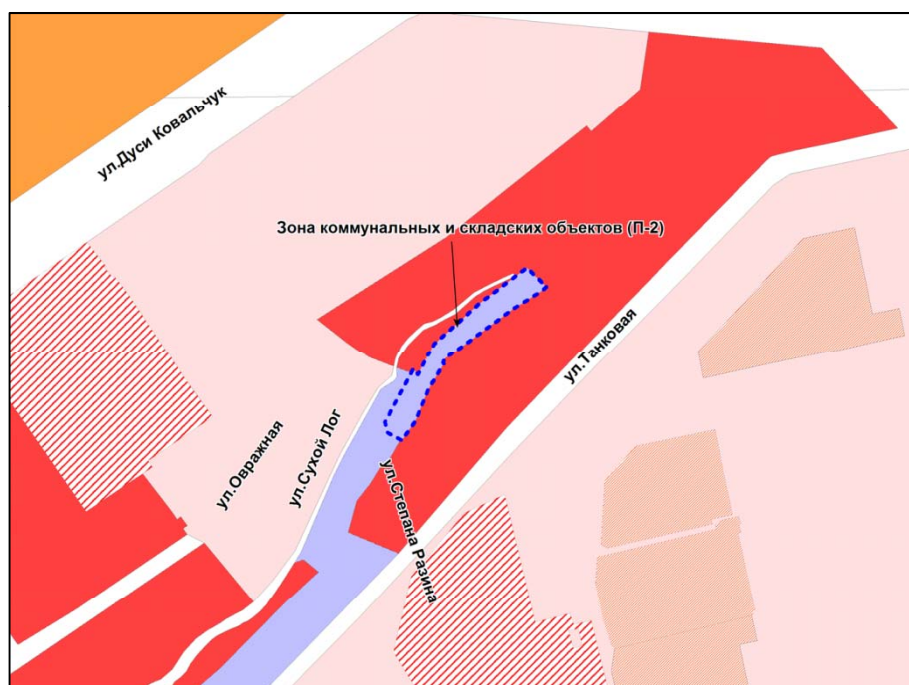 ул.Дуси Ковальчук
Зона коммунальных и складских объектов (П-2)
ул.Танковая
ул.Овражная
ул.Сухой Лог
ул.Степана Разина